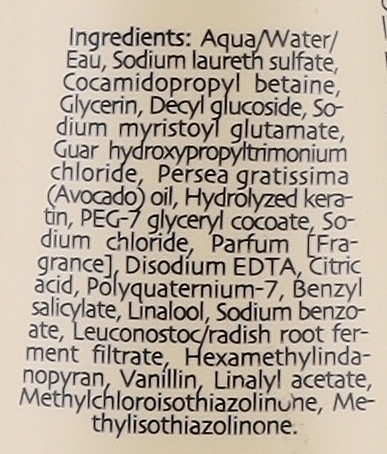 Ingredients: Aqua/Water/
Eau, Sodium laureth sulfate,
Cocamidopropyl betaine,
Glycerin, Decyl glucoside, So-
dium myristoyl glutamate,
Guar hydroxypropyltrimonium
chloride, Persea gratissima
(Avocado) oil, Hydrolyzed kera-
tin, PEG-7 glyceryl cocoate, So-
dium chloride, Parfum [Fra-
grance], Disodium EDTA, Citric
acid, Polyquaternium-7, Benzyl
salicylate, Linalool, Sodium benzo-
ate, Leuconostoc/radish root fer-
ment filtrate, Hexamethylinda-
nopyran, Vanillin, Linalyl acetate,
Methylchloroisothiazolinone, Me-
thylisothiazolinone.